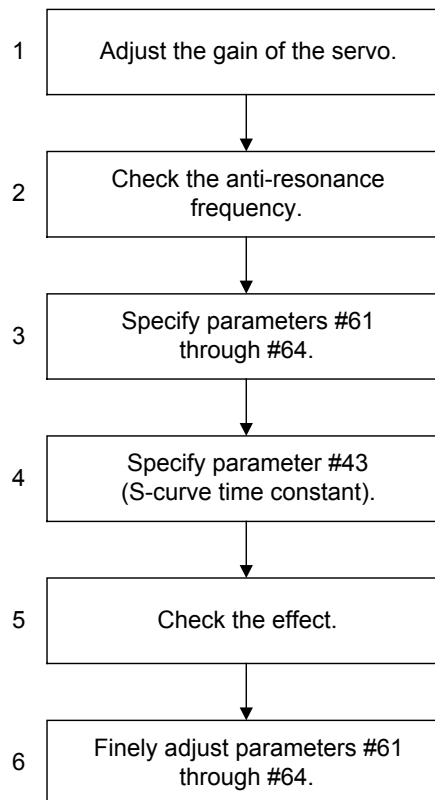 1
Adjust the gain of the servo.
2
Check the anti-resonance
frequency.
3
Specify parameters #61
through #64.
4
Specify parameter #43
(S-curve time constant).
5
Check the effect.
6
Finely adjust parameters #61
through #64.